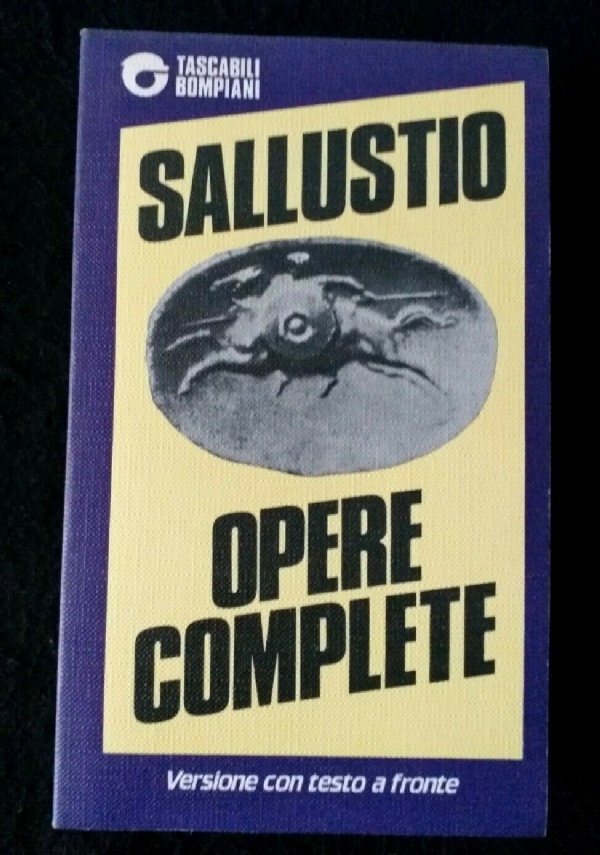 TASCABILI
BOMPIANI
SALLUSTIO
OPERE
COMPLETE
Versione con testo a fronte